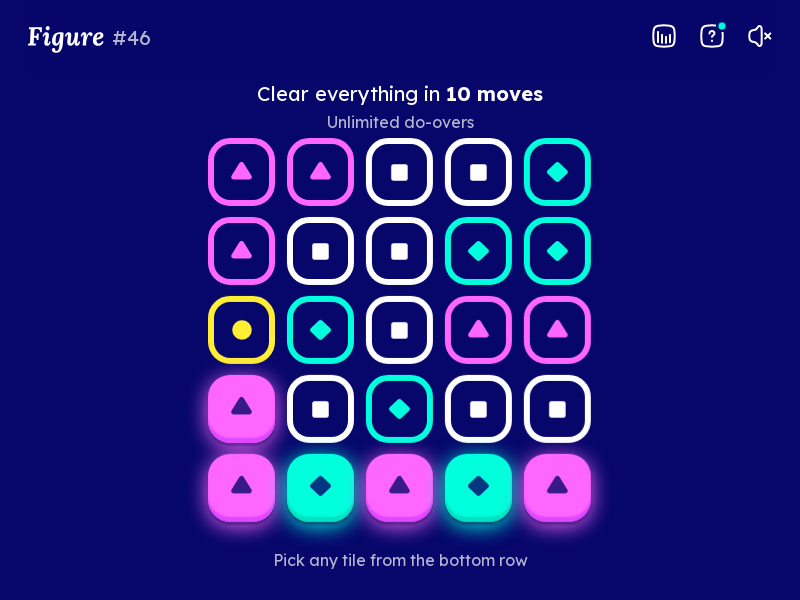 Figure #46
Clear everything in 10 moves
Unlimited do-overs
Pick any tile from the bottom row